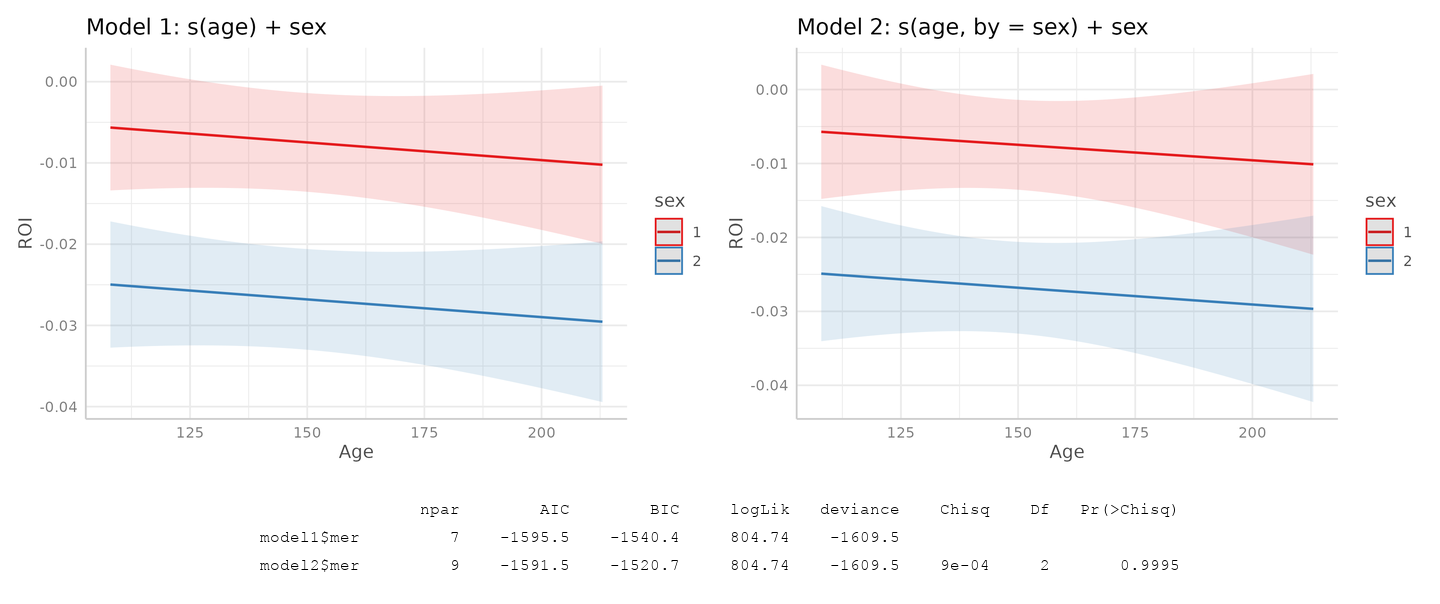 Model 1: s(age) + sex
0.00
-0.01
-0.02
-0.03
-0.04
ROI
125 150 175 200
Age
sex
1
2
Model 2: s(age, by = sex) + sex
0.00
-0.01
-0.02
-0.03
-0.04
ROI
125 150 175 200
Age
sex
1
2
npar AIC BIC logLik deviance Chisq Df Pr(>Chisq)
model1$mer 7 -1595.5 -1540.4 804.74 -1609.5
model2$mer 9 -1591.5 -1520.7 804.74 -1609.5 9e-04 2 0.9995